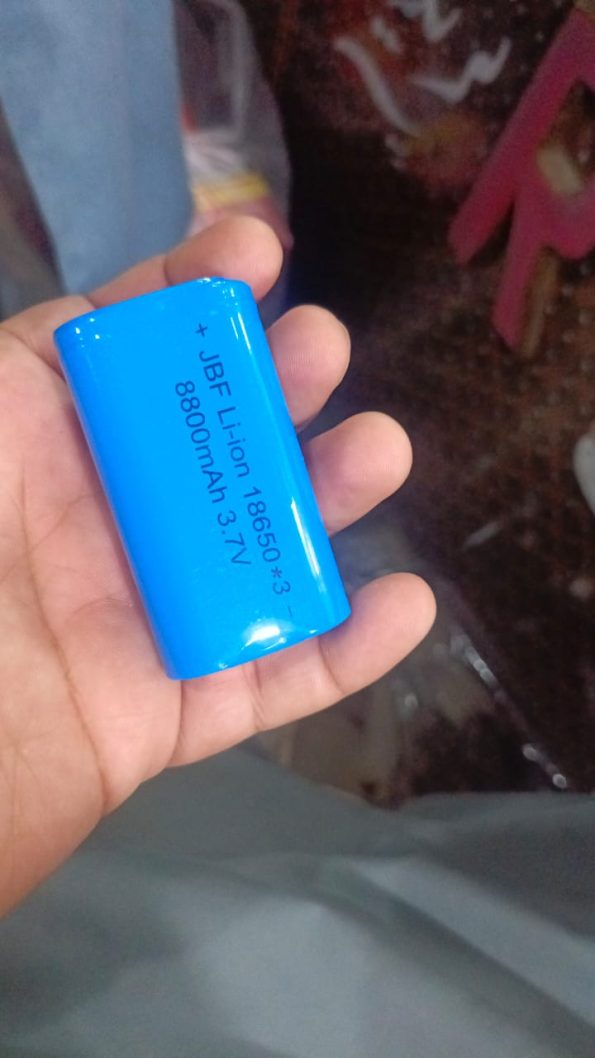 + JBF Li-ion 18650*3 -
8800mAh 3.7V